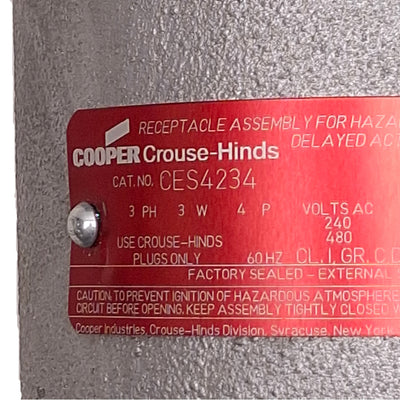 RECEPTACLE ASSEMBLY FOR
DELAYED
COOPER Crouse-Hinds
CAT. NO. CES4234
3 PH 3 W 4 P VOLTS AC
240
480
USE CROUSE-HINDS
PLUGS ONLY 60 HZ CL. I, GR. C,
FACTORY SEALED - EXTERNAL
CAUTION: TO PREVENT IGNITION OF HAZARDOUS ATMOSPHERE
CIRCUIT BEFORE OPENING. KEEP ASSEMBLY TIGHTLY CLOSED
Cooper Industries, Crouse-Hinds Division, Syracuse, New York